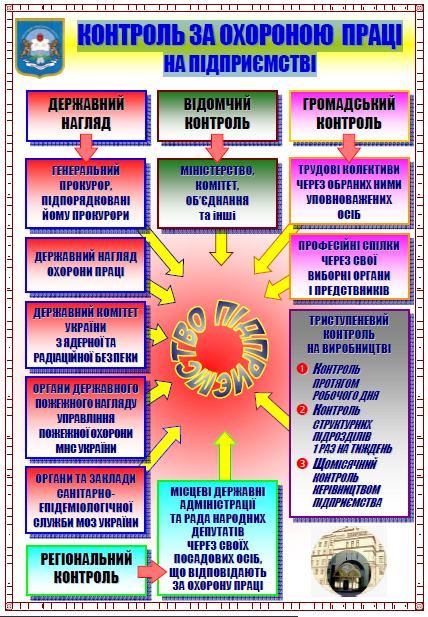 КОНТРОЛЬ ЗА ОХОРОНОЮ ПРАЦІ
НА ПІДПРИЄМСТВІ
ДЕРЖАВНИЙ
НАГЛЯД
ВІДОМЧИЙ
КОНТРОЛЬ
ГРОМАДСЬКИЙ
КОНТРОЛЬ
ГЕНЕРАЛЬНИЙ
ПРОКУРОР,
ПІДПОРЯДКОВАНІ
ЙОМУ ПРОКУРОРИ
МІНІСТЕРСТВО,
КОМІТЕТ,
ОБ'ЄДНАННЯ
та інші
ТРУДОВІ КОЛЕКТИВИ
ЧЕРЕЗ ОБРАНИХ НИМИ
УПОВНОВАЖЕНИХ
ОСІБ
ДЕРЖАВНИЙ НАГЛЯД
ОХОРОНИ ПРАЦІ
ПРОФЕСІЙНІ СПІЛКИ
ЧЕРЕЗ СВОЇ
ВИБОРНІ ОРГАНИ
І ПРЕДСТВНИКІВ
ДЕРЖАВНИЙ КОМІТЕТ
УКРАЇНИ
З ЯДЕРНОЇ ТА
РАДІАЦІЙНОЇ БЕЗПЕКИ
ПІДПРИЄМСТВО
ТРИСТУПЕНЕВИЙ
КОНТРОЛЬ
НА ВИРОБНИЦТВІ
1 КОНТРОЛЬ
ПРОТЯГОМ
РОБОЧОГО ДНЯ
2 КОНТРОЛЬ
СТРУКТУРНИХ
ПІДРОЗДІЛІВ
1 РАЗ НА ТИЖДЕНЬ
3 ЩОМІСЯЧНИЙ
КОНТРОЛЬ
КЕРІВНИЦТВОМ
ПІДПРИЄМСТВА
ОРГАНИ ДЕРЖАВНОГО
ПОЖЕЖНОГО НАГЛЯДУ
УПРАВЛІННЯ
ПОЖЕЖНОЇ ОХОРОНИ
МНС УКРАЇНИ
ОРГАНИ ТА ЗАКЛАДИ
САНІТАРНО-
ЕПІДЕМІОЛОГІЧНОЇ
СЛУЖБИ МОЗ УКРАЇНИ
МІСЦЕВІ ДЕРЖАВНІ
АДМІНІСТРАЦІЇ
ТА РАДА НАРОДНИХ
ДЕПУТАТІВ
ЧЕРЕЗ СВОЇХ
ПОСАДОВИХ ОСІБ,
ЩО ВІДПОВІДАЮТЬ
ЗА ОХОРОНУ ПРАЦІ
РЕГІОНАЛЬНИЙ
КОНТРОЛЬ